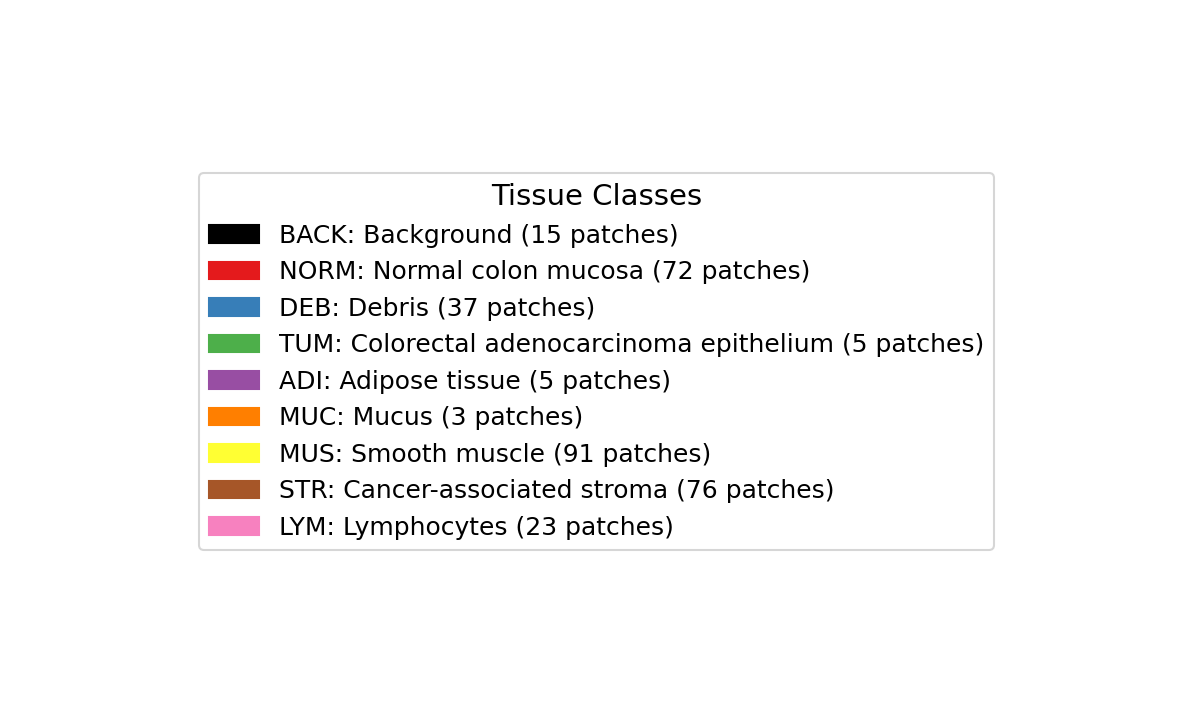 Tissue Classes
BACK: Background (15 patches)
NORM: Normal colon mucosa (72 patches)
DEB: Debris (37 patches)
TUM: Colorectal adenocarcinoma epithelium (5 patches)
ADI: Adipose tissue (5 patches)
MUC: Mucus (3 patches)
MUS: Smooth muscle (91 patches)
STR: Cancer-associated stroma (76 patches)
LYM: Lymphocytes (23 patches)